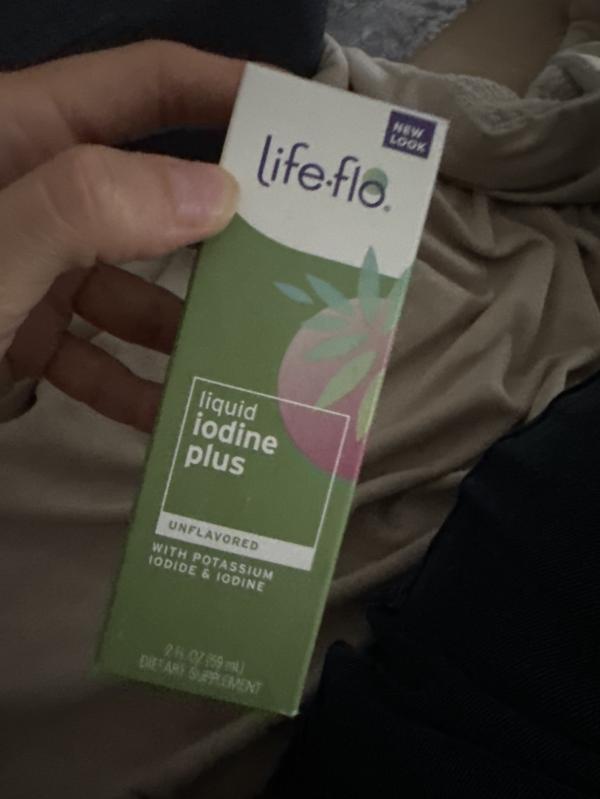 NEW
LOOK
life·flo®
liquid
iodine
plus
UNFLAVORED
WITH POTASSIUM
IODIDE & IODINE
2 fl. OZ (59 mL)
DIETARY SUPPLEMENT